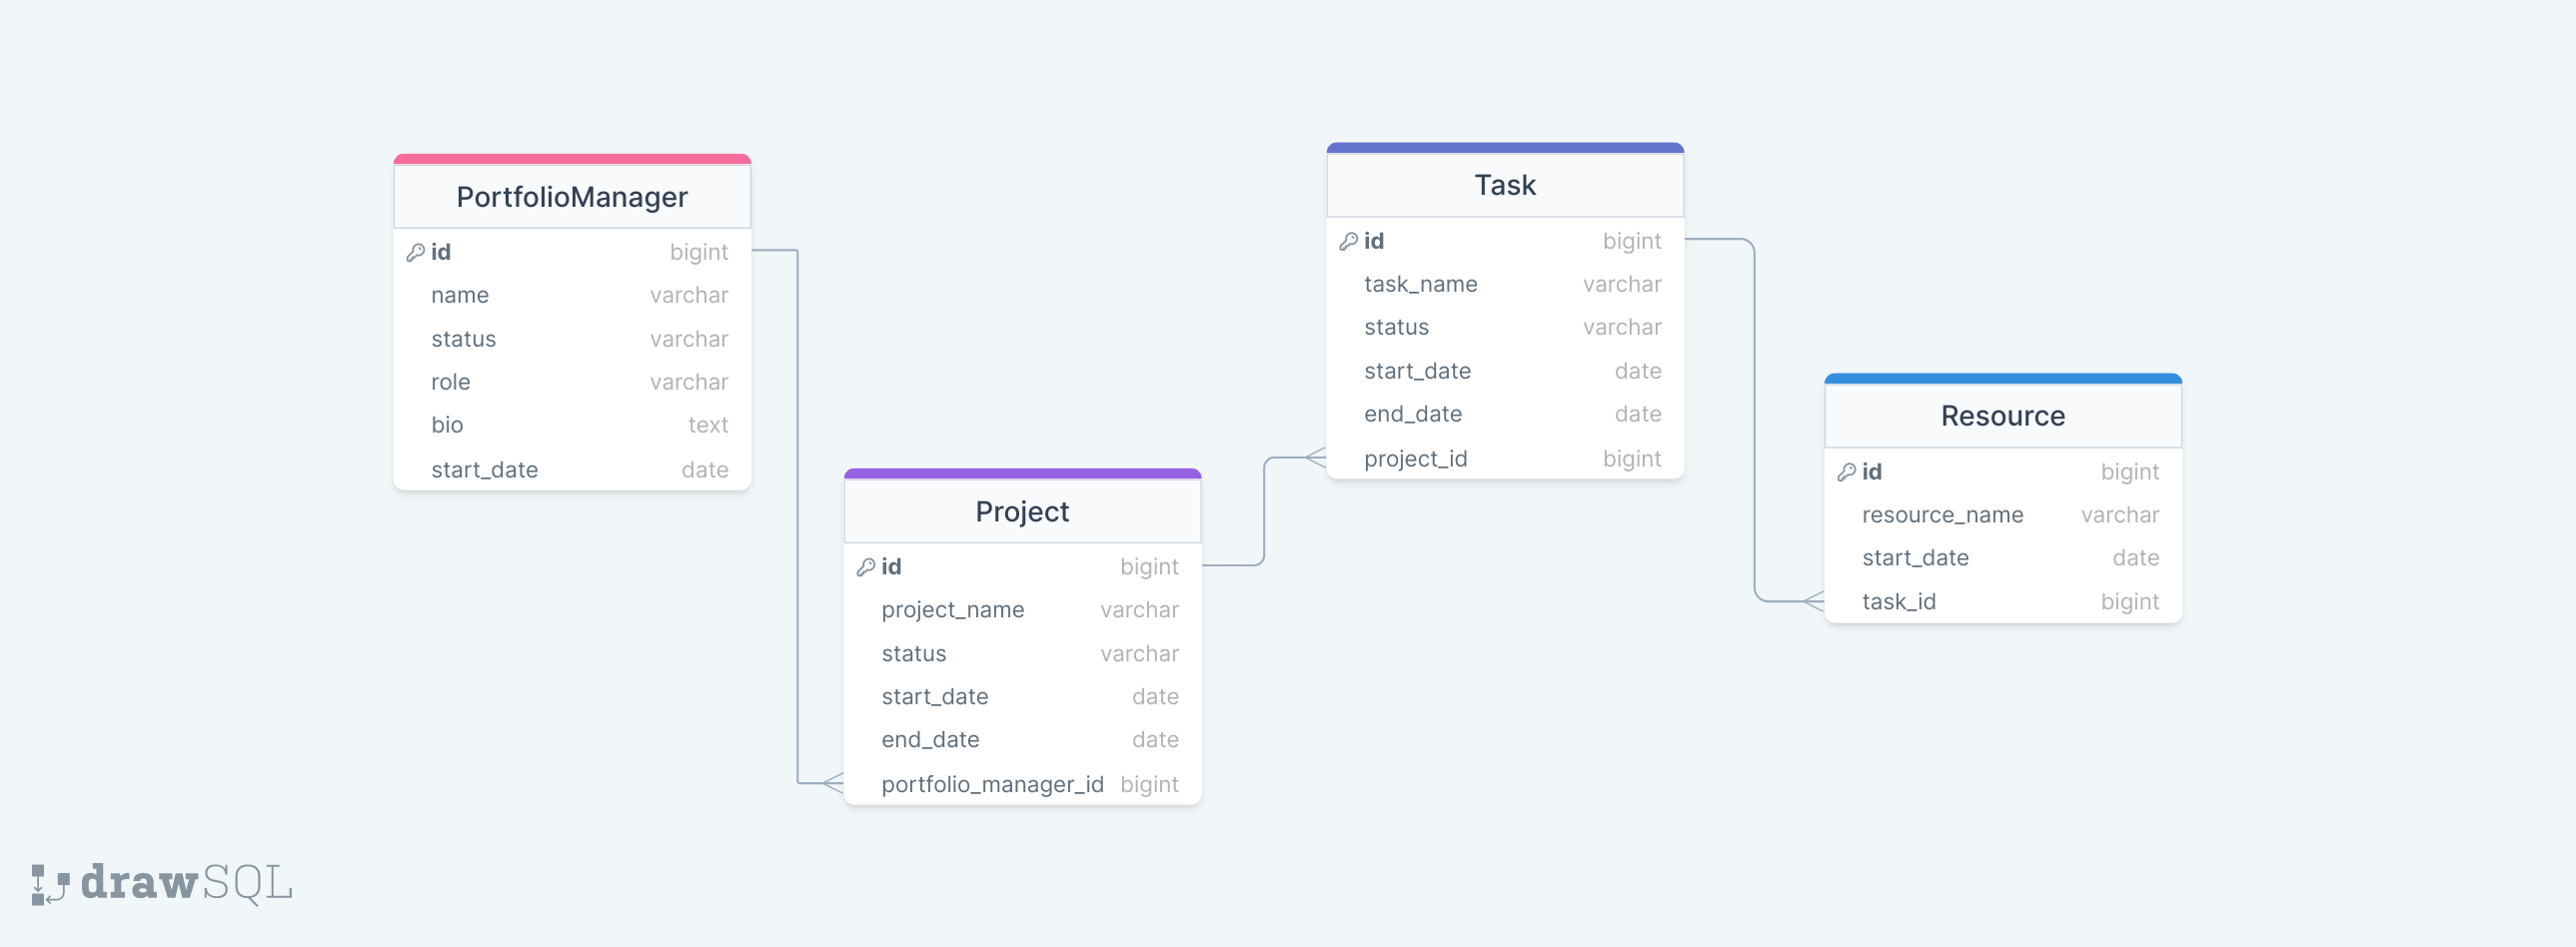 PortfolioManager
id bigint
name varchar
status varchar
role varchar
bio text
start_date date
Project
id bigint
project_name varchar
status varchar
start_date date
end_date date
portfolio_manager_id bigint
Task
id bigint
task_name varchar
status varchar
start_date date
end_date date
project_id bigint
Resource
id bigint
resource_name varchar
start_date date
task_id bigint
drawSQL